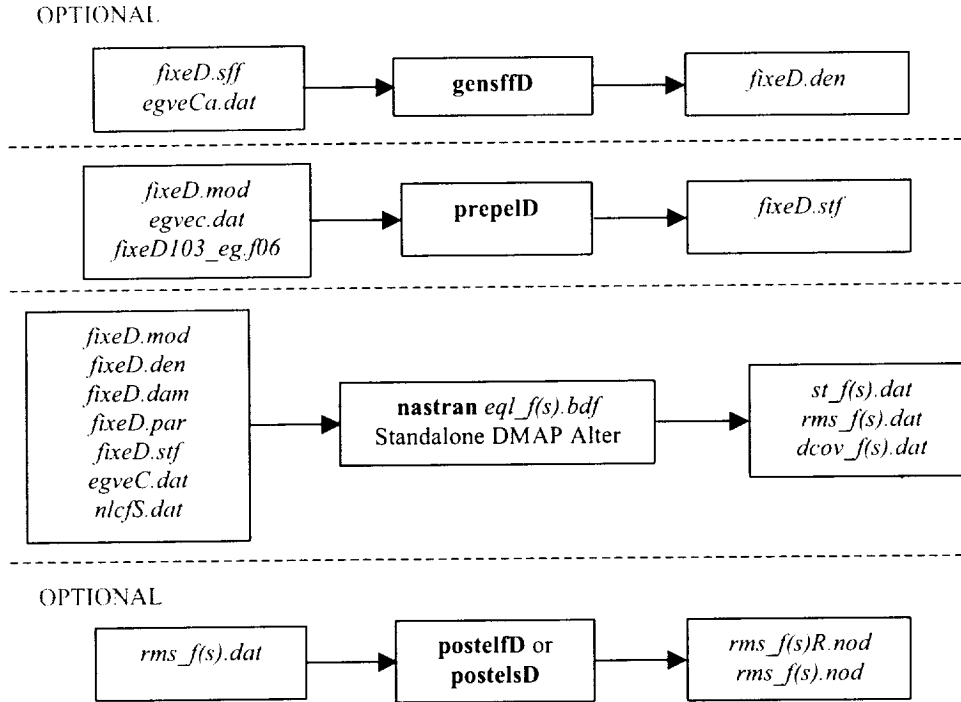 OPTIONAL
fixeD.sff
egveCa.dat
gensffD
fixeD.den
fixeD.mod
egvec.dat
fixeD103_eg.f06
prepelD
fixeD.stf
fixeD.mod
fixeD.den
fixeD.dam
fixeD.par
fixeD.stf
egveC.dat
nlcfS.dat
nastran eql_f(s).bdf
Standalone DMAP Alter
st_f(s).dat
rms_f(s).dat
dcov_f(s).dat
OPTIONAL
rms_f(s).dat
postelfD or
postelsD
rms_f(s)R.nod
rms_f(s).nod